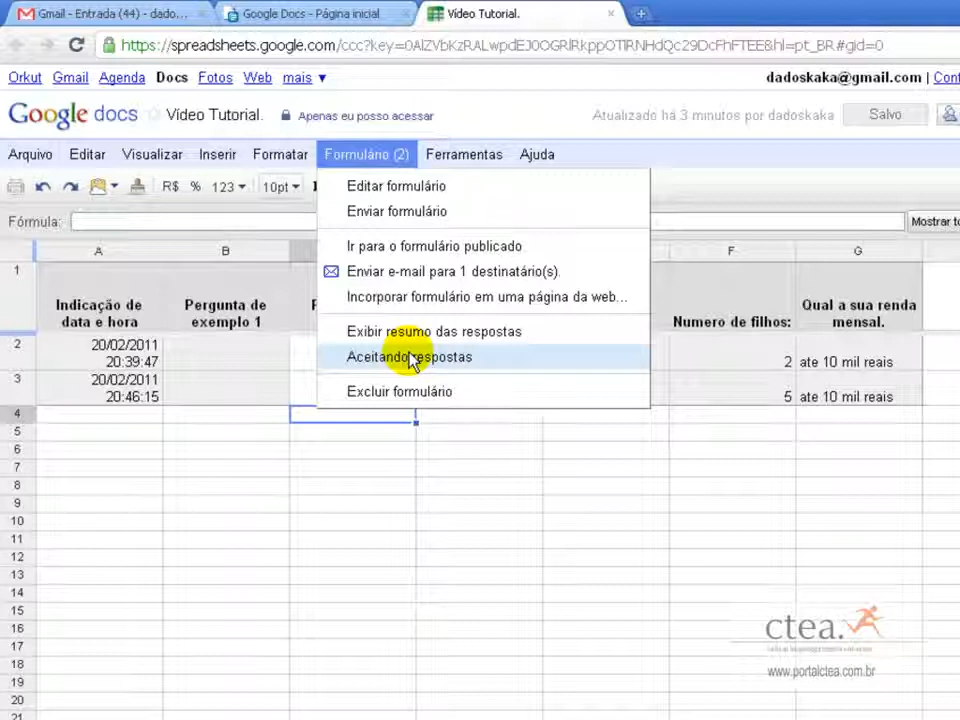 Gmail - Entrada (44) - dado...
Google Docs - Página inicial
Vídeo Tutorial.
https://spreadsheets.google.com/ccc?key=0AlZVbKzRALwpdEJ0OGRlRkppOTlRNHdQc29DcFhFTEE&hl=pt_BR#gid=0
Orkut Gmail Agenda Docs Fotos Web mais ▼
dadoskaka@gmail.com | Cont
Google docs
Vídeo Tutorial.
Apenas eu posso acessar
Atualizado há 3 minutos por dadoskaka
Salvo
Arquivo Editar Visualizar Inserir Formatar Formulário (2) Ferramentas Ajuda
R$ % 123 10pt
Fórmula:
Mostrar to
Editar formulário
Enviar formulário
Ir para o formulário publicado
Enviar e-mail para 1 destinatário(s).
Incorporar formulário em uma página da web...
Exibir resumo das respostas
Aceitando respostas
Excluir formulário
A B F G
1
Indicação de data e hora
Pergunta de exemplo 1
Numero de filhos:
Qual a sua renda mensal.
2 20/02/2011 20:39:47 2 ate 10 mil reais
3 20/02/2011 20:46:15 5 ate 10 mil reais
4
5
6
7
8
9
10
11
12
13
14
15
16
17
18
19
20
21
ctea.
www.portalctea.com.br